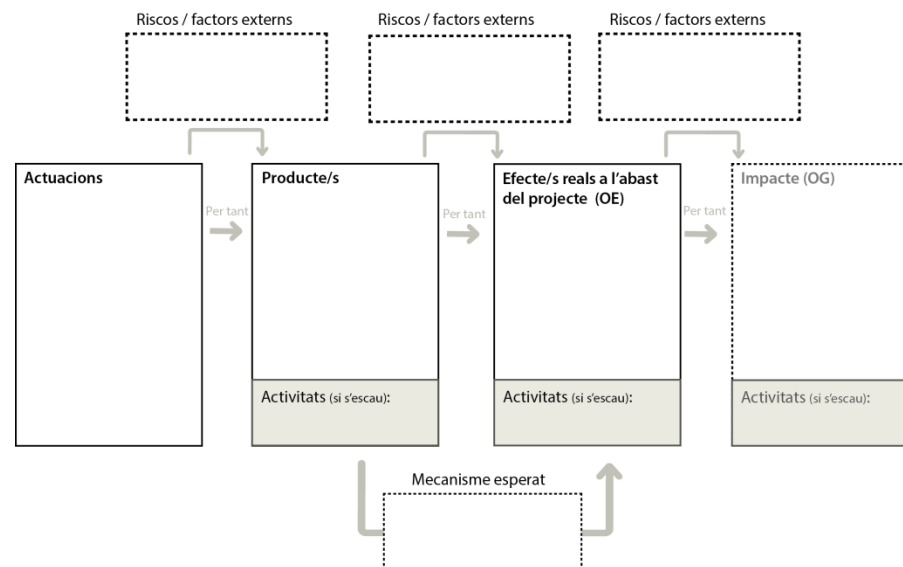 Riscos / factors externs
Riscos / factors externs
Riscos / factors externs
Actuacions
Per tant
Producte/s
Activitats (si s'escau):
Per tant
Efecte/s reals a l'abast
del projecte (OE)
Activitats (si s'escau):
Per tant
Impacte (OG)
Activitats (si s'escau):
Mecanisme esperat